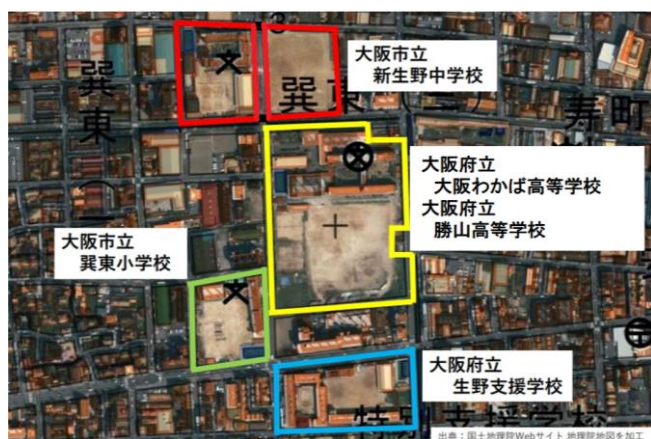 大阪市立
新生野中学校
巽東(三)
巽東(二)
寿町
大阪府立
大阪わかば高等学校
大阪府立
勝山高等学校
大阪市立
巽東小学校
大阪府立
生野支援学校
特別支援学校
出典:国土地理院Webサイト 地理院地図を加工